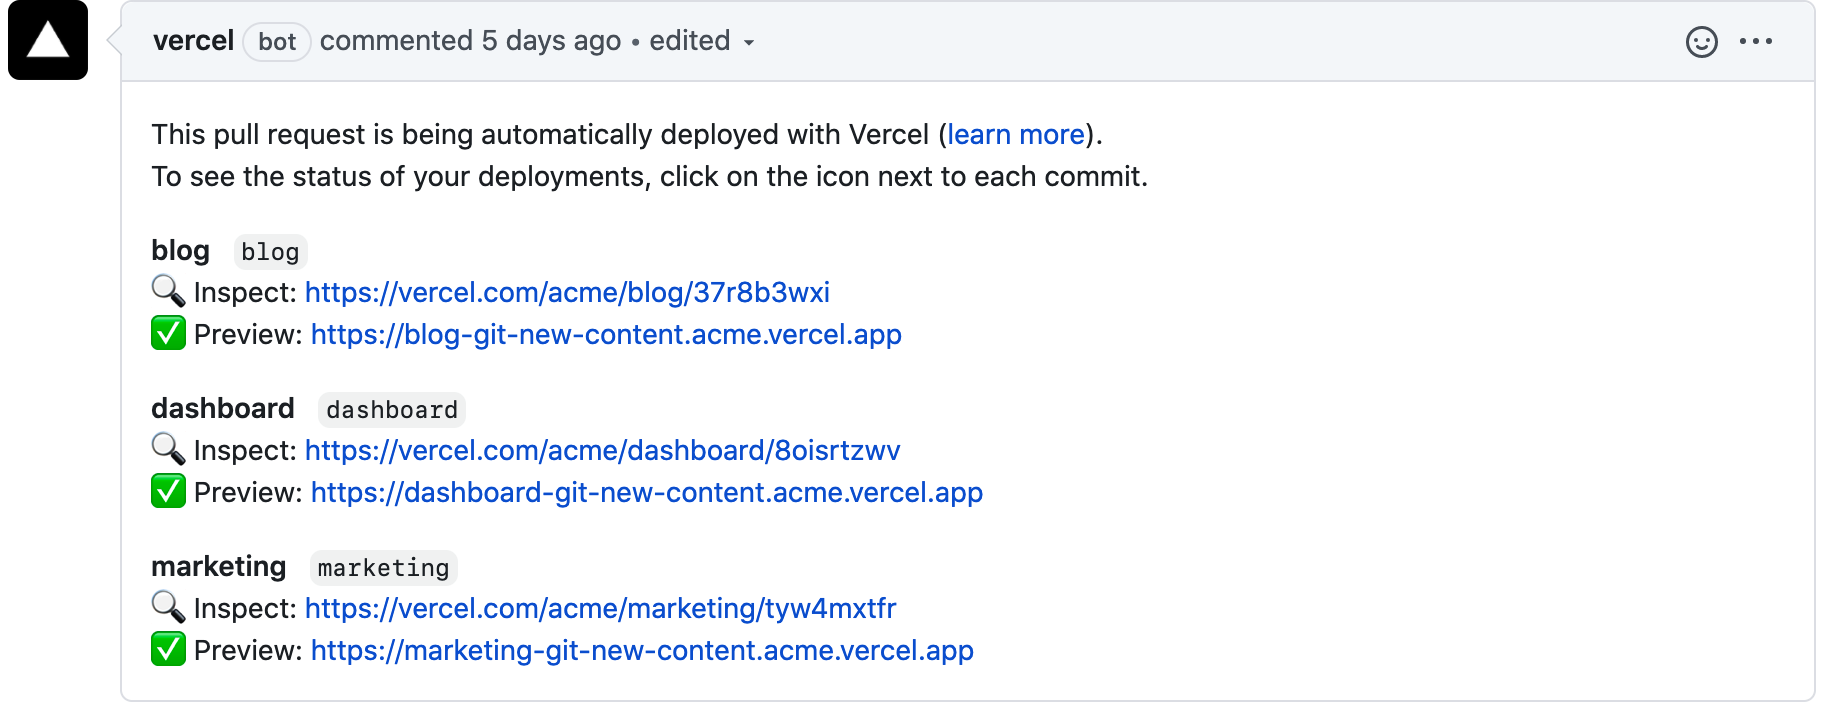 vercel bot commented 5 days ago • edited
This pull request is being automatically deployed with Vercel (learn more).
To see the status of your deployments, click on the icon next to each commit.
blog blog
🔍 Inspect: https://vercel.com/acme/blog/37r8b3wxi
✅ Preview: https://blog-git-new-content.acme.vercel.app
dashboard dashboard
🔍 Inspect: https://vercel.com/acme/dashboard/8oisrtzwv
✅ Preview: https://dashboard-git-new-content.acme.vercel.app
marketing marketing
🔍 Inspect: https://vercel.com/acme/marketing/tyw4mxtfr
✅ Preview: https://marketing-git-new-content.acme.vercel.app